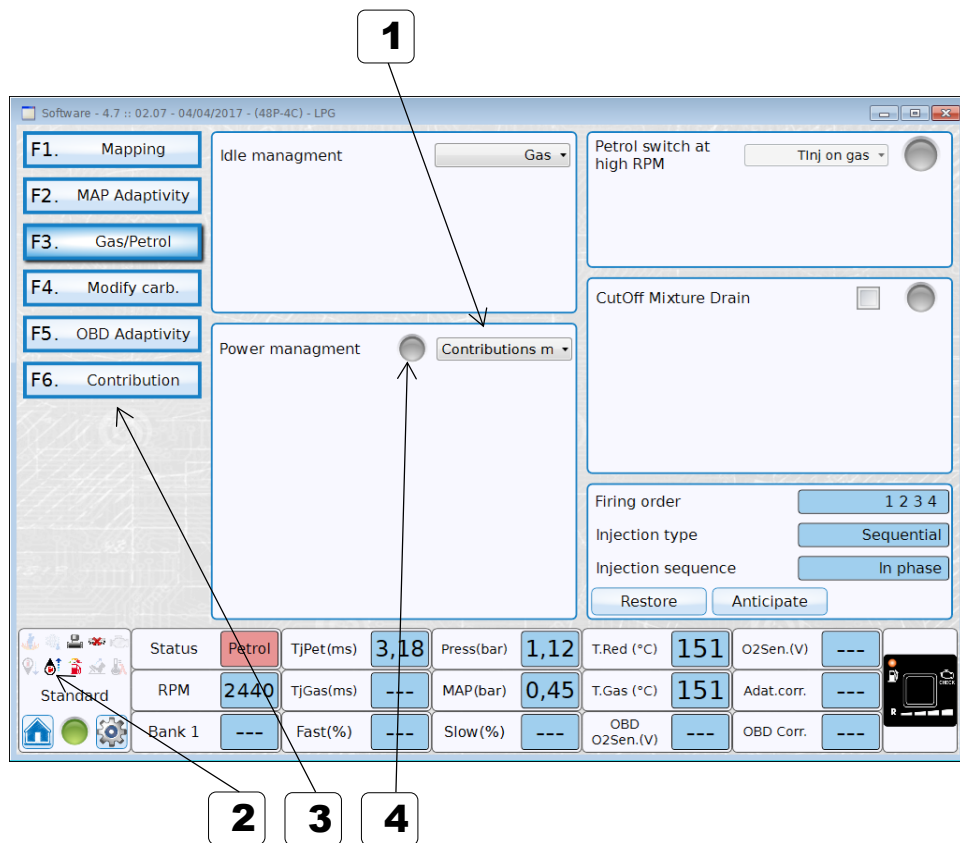 1
Software - 4.7 :: 02.07 - 04/04/2017 - (48P-4C) - LPG
F1. Mapping
F2. MAP Adaptivity
F3. Gas/Petrol
F4. Modify carb.
F5. OBD Adaptivity
F6. Contribution
Idle managment Gas
Power managment Contributions m
Petrol switch at
high RPM
TInj on gas
CutOff Mixture Drain
Firing order 1 2 3 4
Injection type Sequential
Injection sequence In phase
Restore Anticipate
Standard
Status Petrol TjPet(ms) 3,18 Press(bar) 1,12 T.Red (°C) 151 O2Sen.(V) ---
RPM 2440 TjGas(ms) --- MAP(bar) 0,45 T.Gas (°C) 151 Adat.corr. ---
Bank 1 --- Fast(%) --- Slow(%) --- OBD O2Sen.(V) --- OBD Corr. ---
CHECK
R
2 3 4